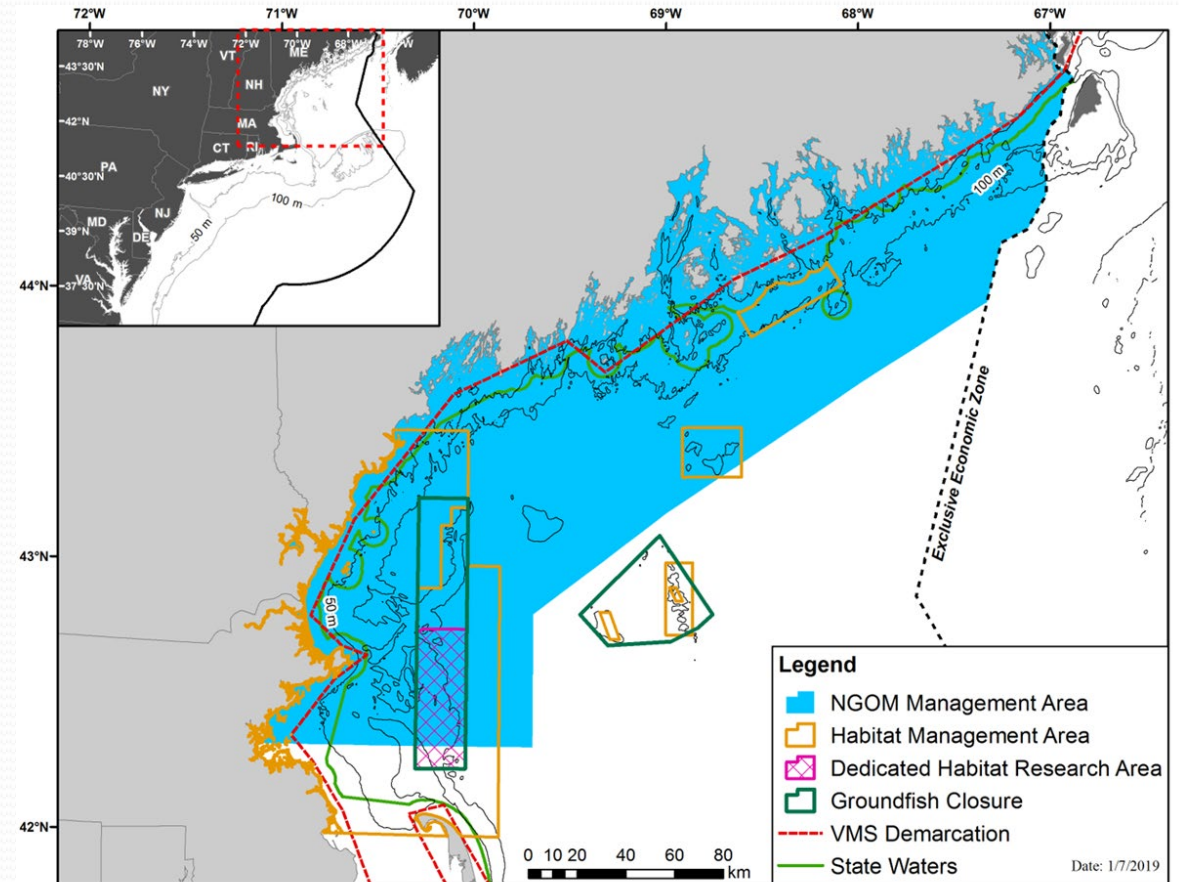 72°W 71°W 70°W 69°W 68°W 67°W
78°W 76°W 74°W 72°W 70°W 68°W
43°30'N
42°N
40°30'N
39°N
37°30'N
VT
ME
NY
NH
MA
CT
RI
PA
NJ
MD
DE
VA
50 m
100 m
44°N
43°N
42°N
100 m
50 m
Exclusive Economic Zone
Legend
NGOM Management Area
Habitat Management Area
Dedicated Habitat Research Area
Groundfish Closure
VMS Demarcation
State Waters
Date: 1/7/2019
0 10 20 40 60 80
km